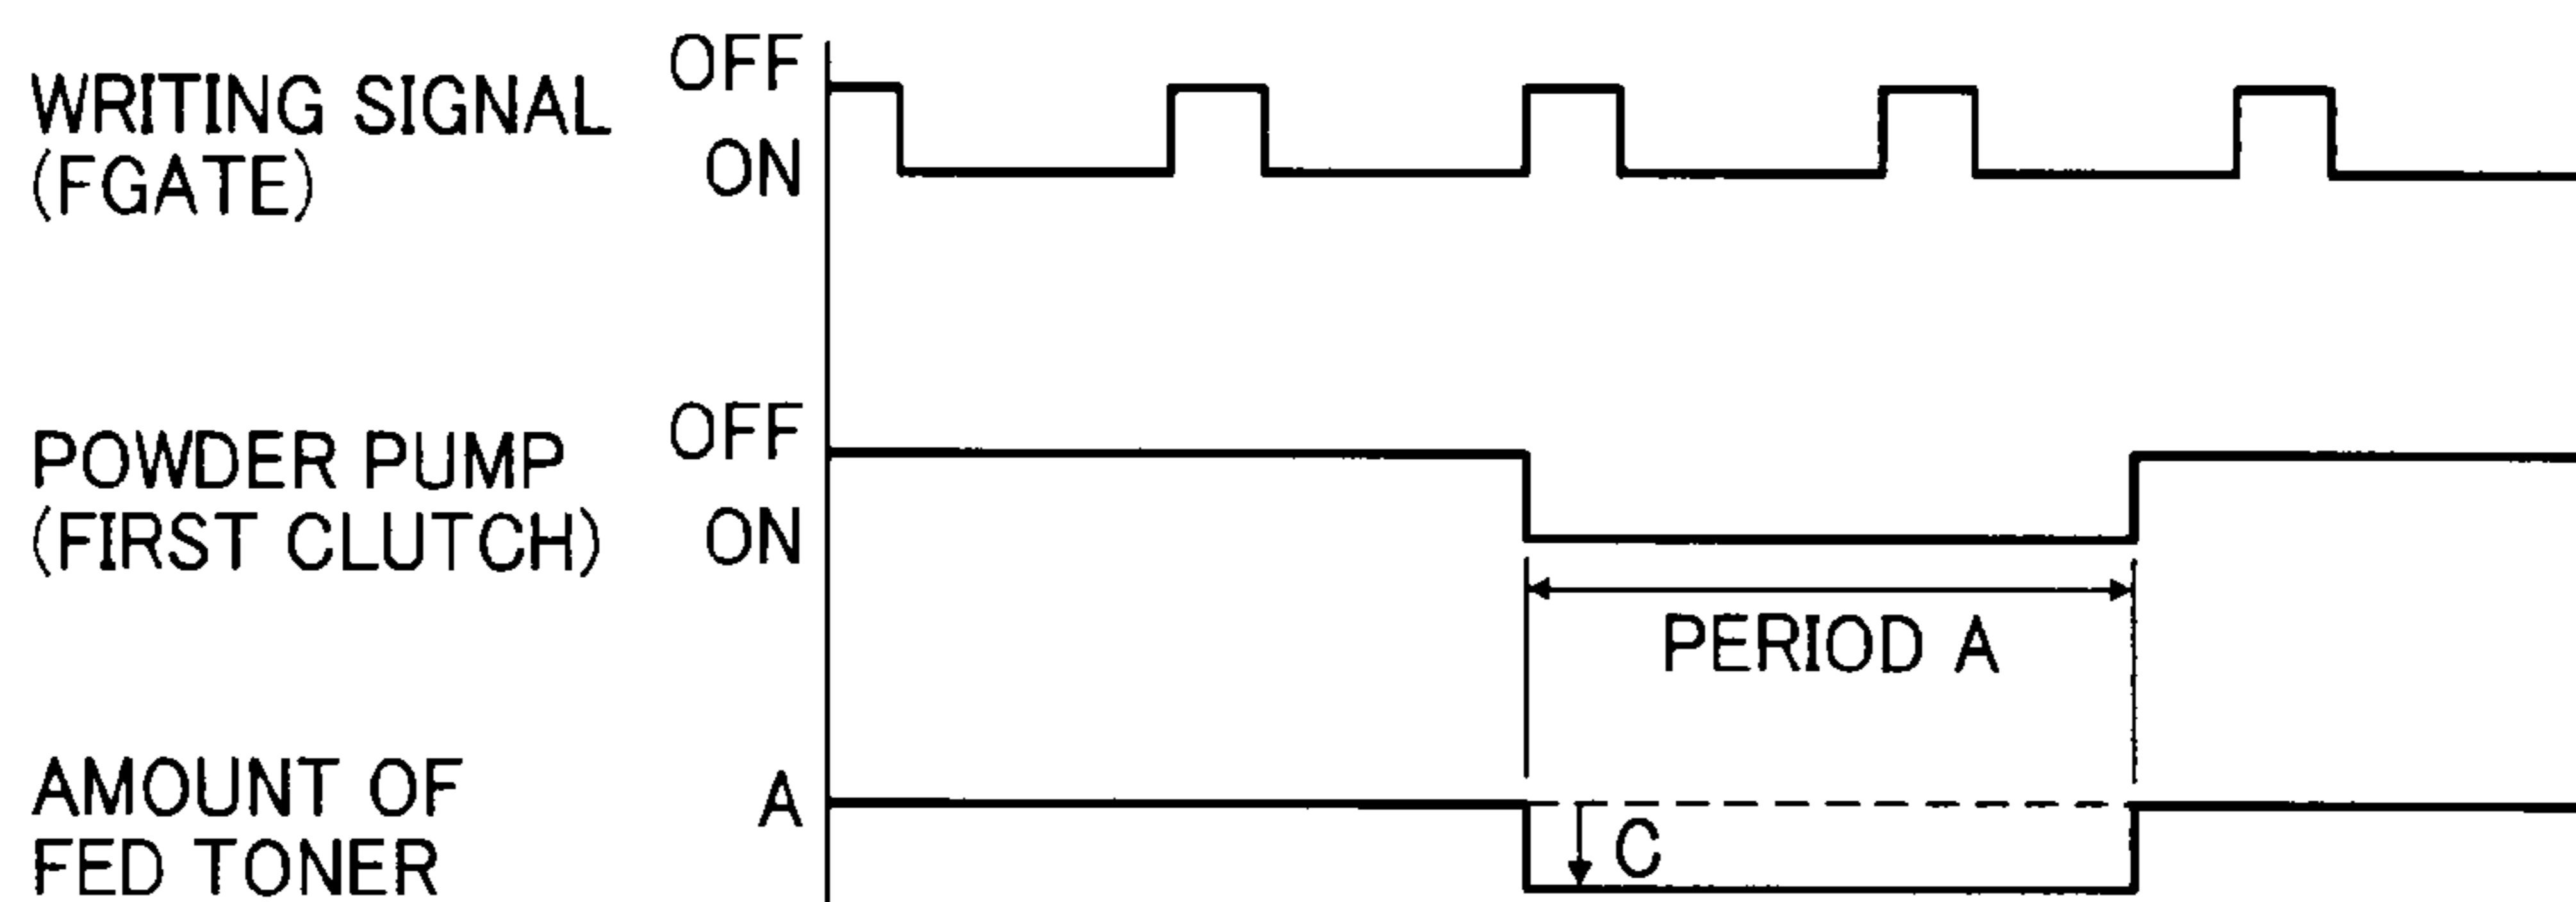 WRITING SIGNAL
(FGATE)
OFF
ON
POWDER PUMP
(FIRST CLUTCH)
OFF
ON
PERIOD A
AMOUNT OF
FED TONER
A
C